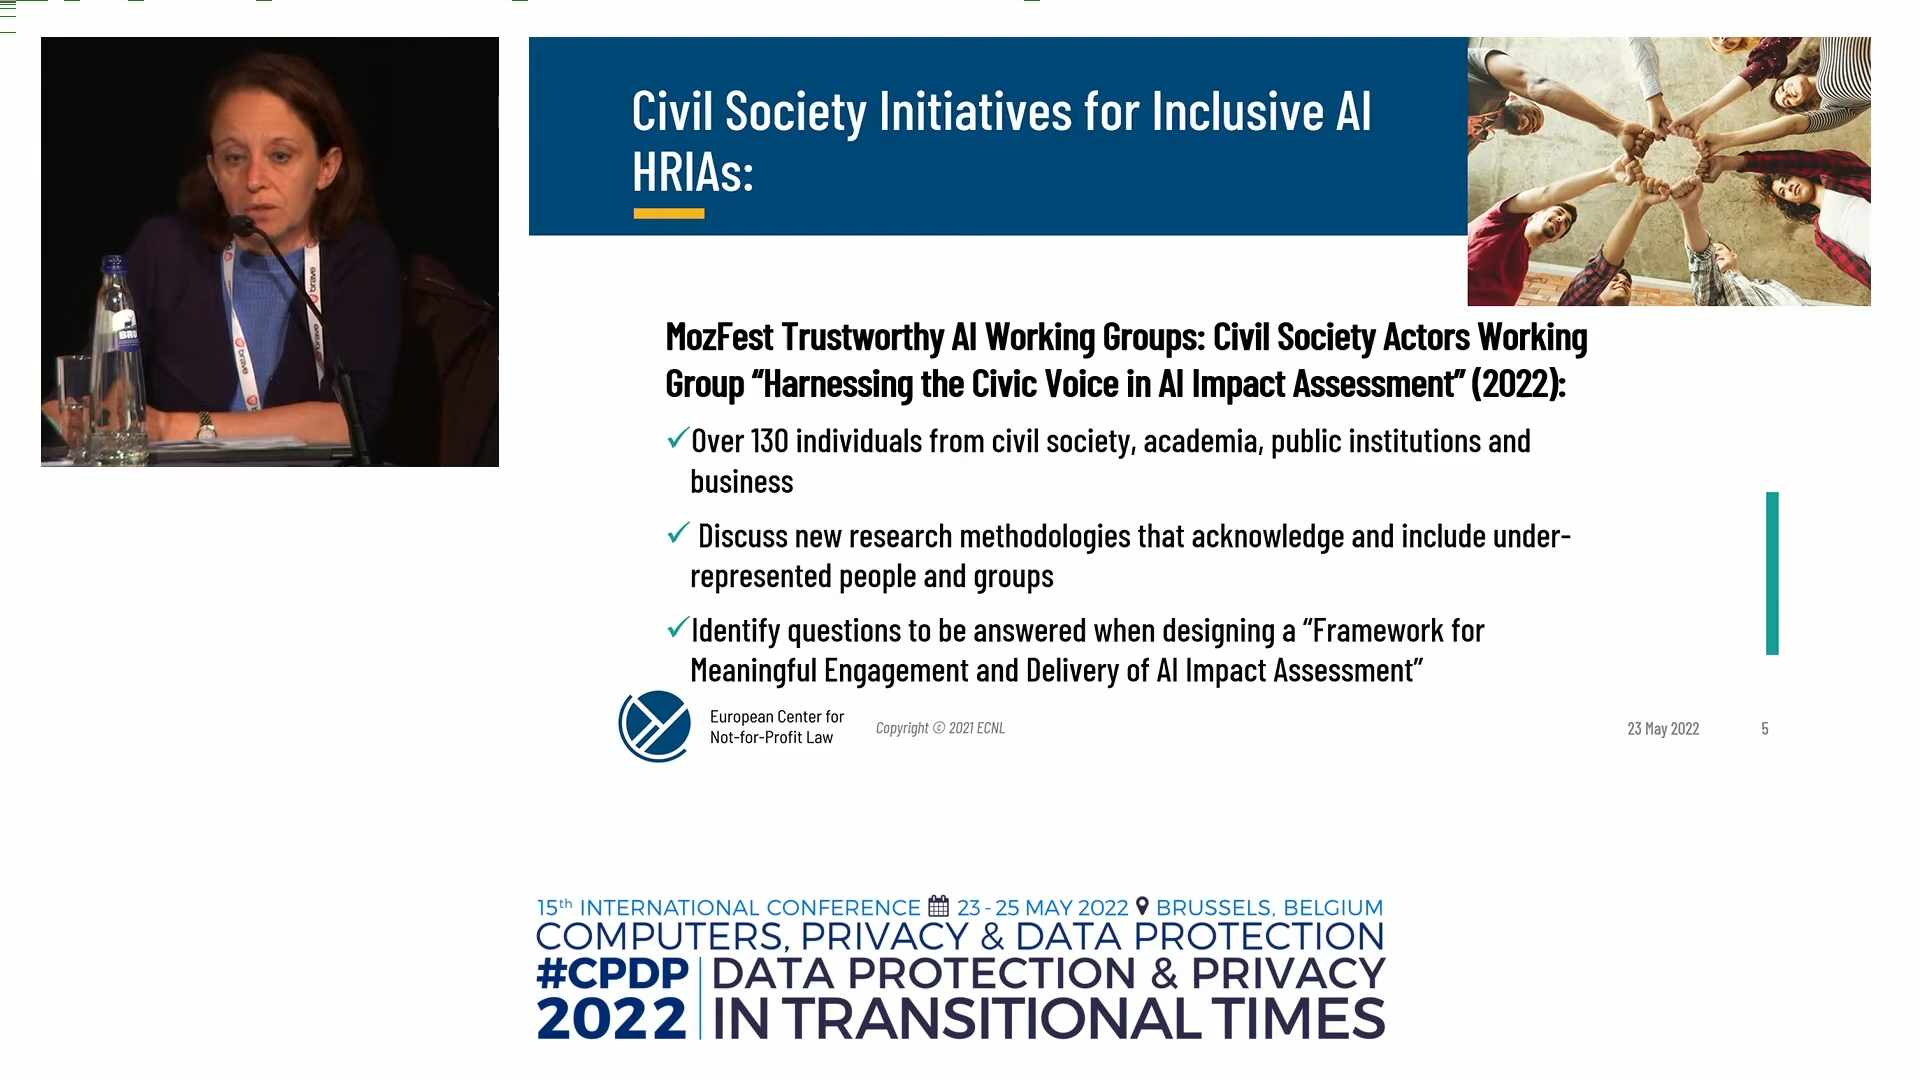 Civil Society Initiatives for Inclusive AI
HRIAs:
MozFest Trustworthy AI Working Groups: Civil Society Actors Working
Group “Harnessing the Civic Voice in AI Impact Assessment” (2022):
✓Over 130 individuals from civil society, academia, public institutions and
business
✓ Discuss new research methodologies that acknowledge and include under-
represented people and groups
✓Identify questions to be answered when designing a “Framework for
Meaningful Engagement and Delivery of AI Impact Assessment”
European Center for
Not-for-Profit Law
Copyright © 2021 ECNL
23 May 2022
5
brave
brave
brave
BRU
15th INTERNATIONAL CONFERENCE 23 - 25 MAY 2022 BRUSSELS, BELGIUM
COMPUTERS, PRIVACY & DATA PROTECTION
#CPDP DATA PROTECTION & PRIVACY
2022 IN TRANSITIONAL TIMES